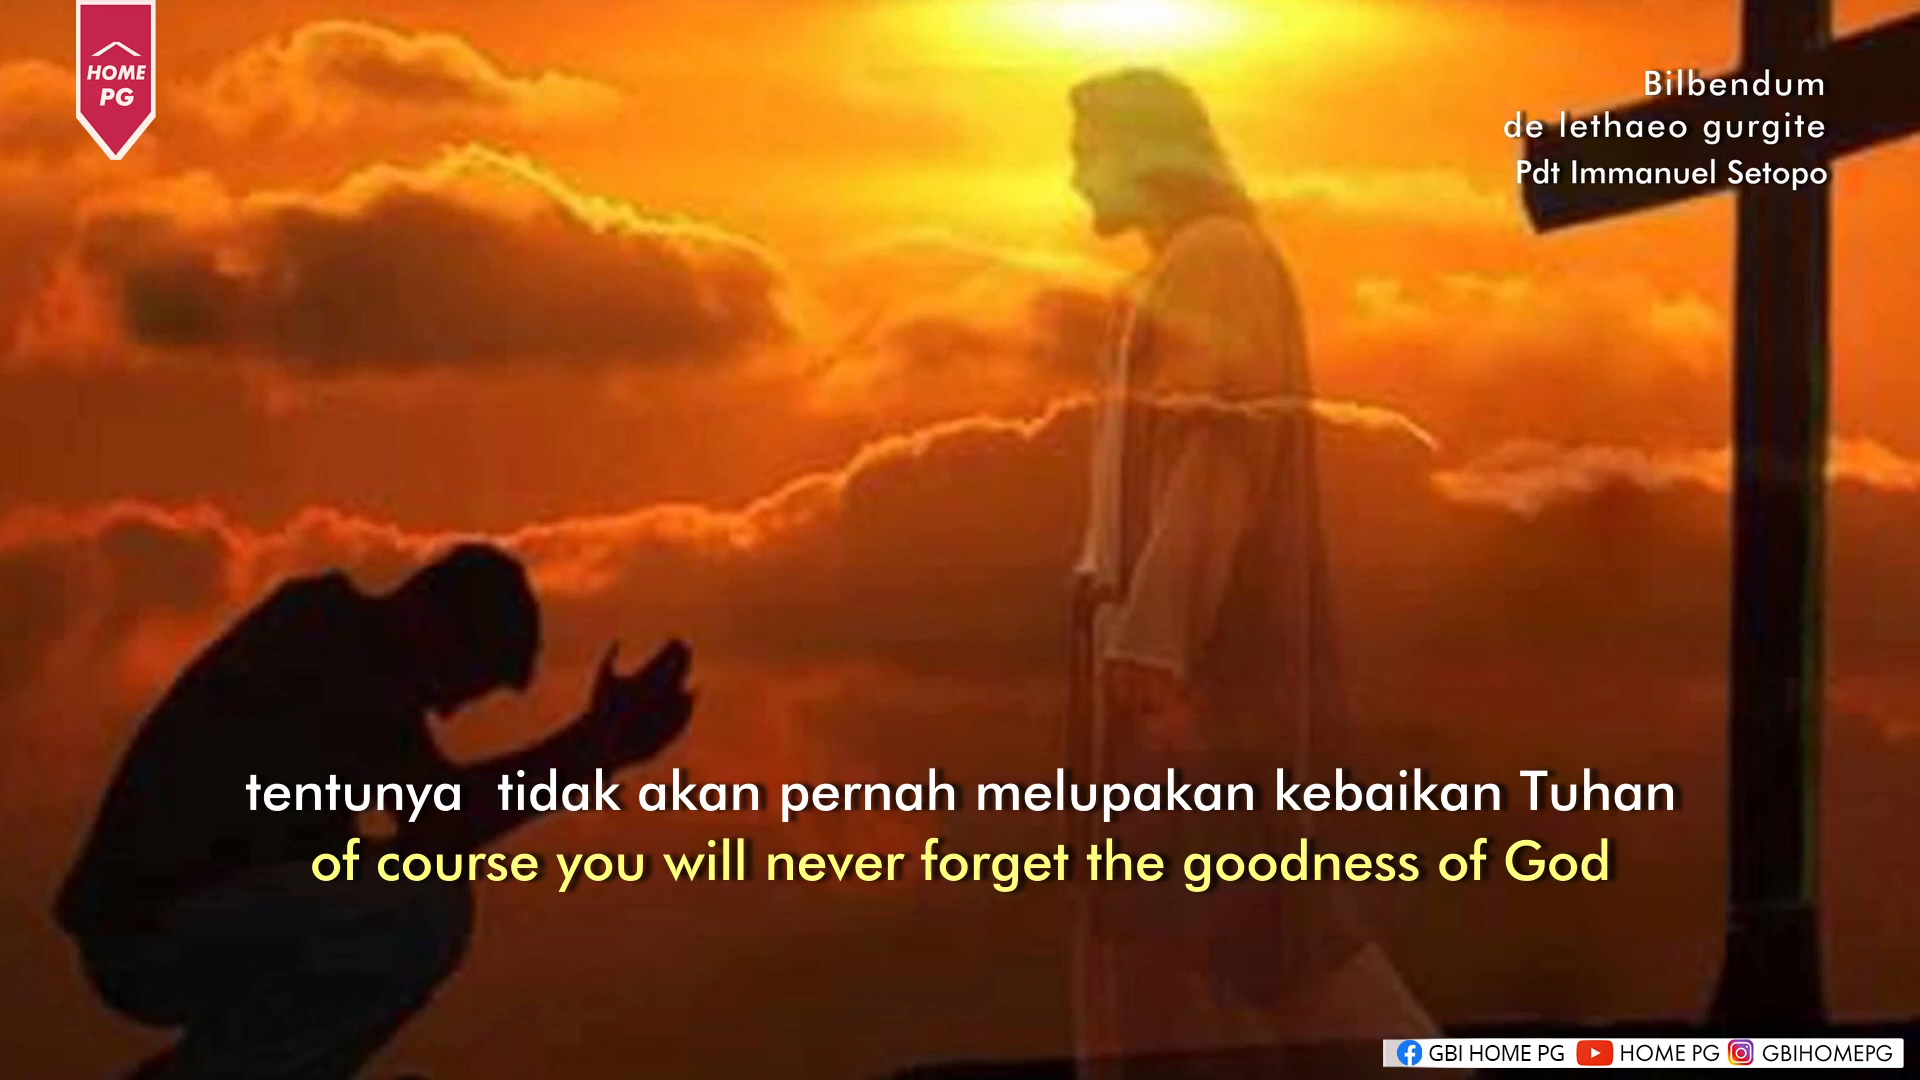 HOME
PG
Bilbendum
de lethaeo gurgite
Pdt Immanuel Setopo
tentunya  tidak akan pernah melupakan kebaikan Tuhan
of course you will never forget the goodness of God
GBI HOME PG HOME PG GBIHOMEPG